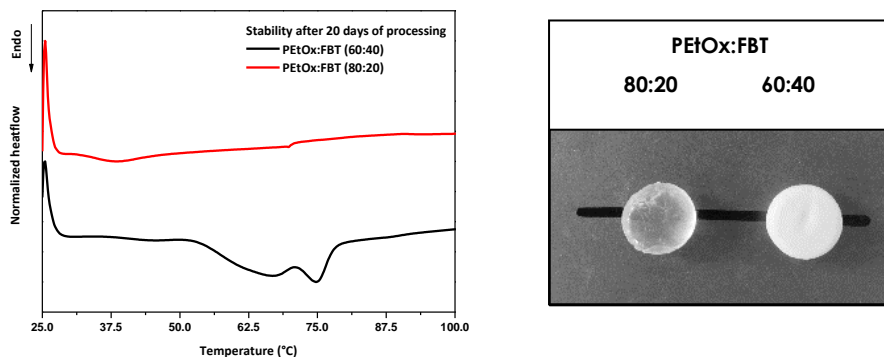 Stability after 20 days of processing
PEtOx:FBT (60:40)
PEtOx:FBT (80:20)
Endo
Normalized heatflow
25.0 37.5 50.0 62.5 75.0 87.5 100.0
Temperature (°C)
PEtOx:FBT
80:20 60:40